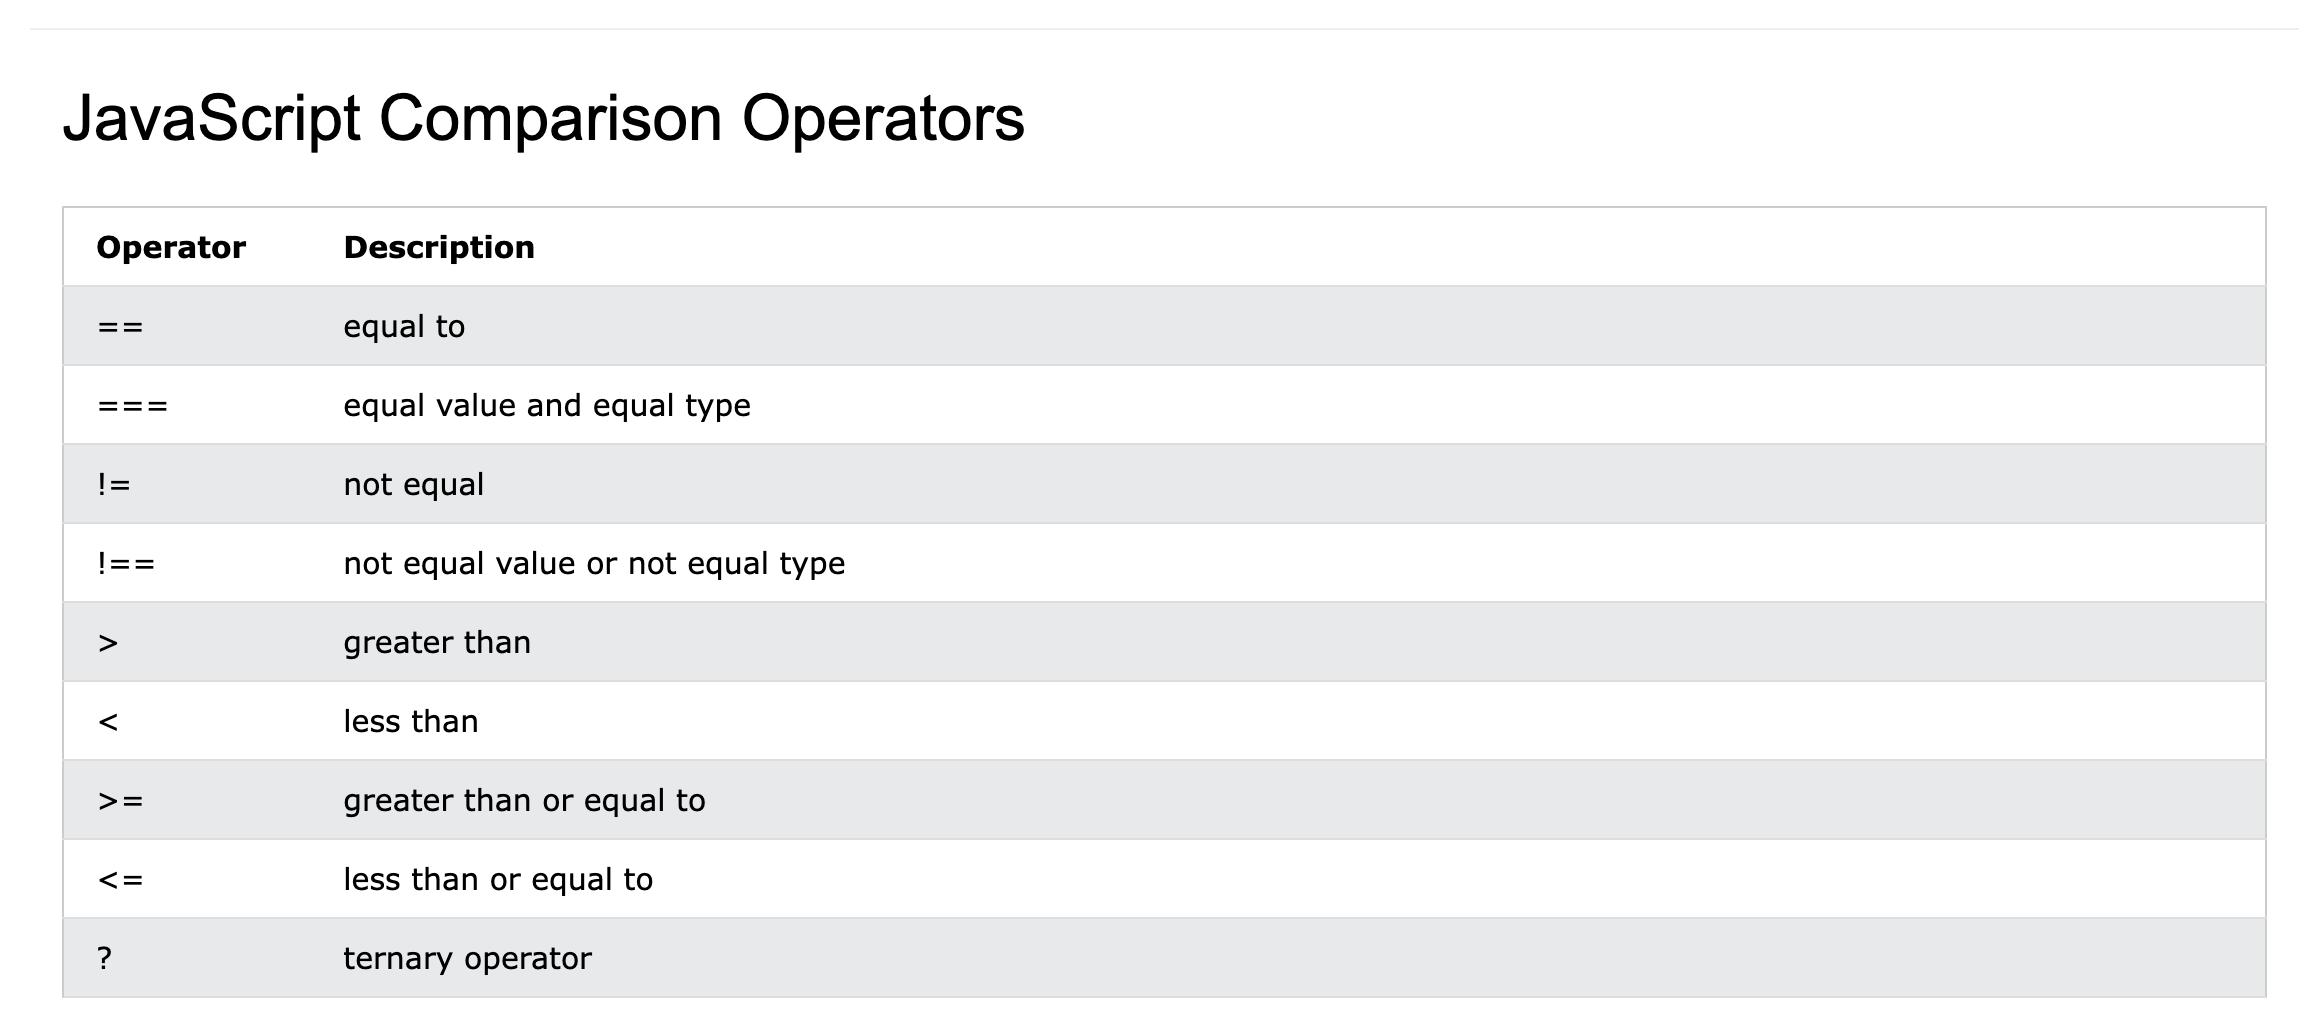 JavaScript Comparison Operators
Operator Description
== equal to
=== equal value and equal type
!= not equal
!== not equal value or not equal type
> greater than
< less than
>= greater than or equal to
<= less than or equal to
? ternary operator